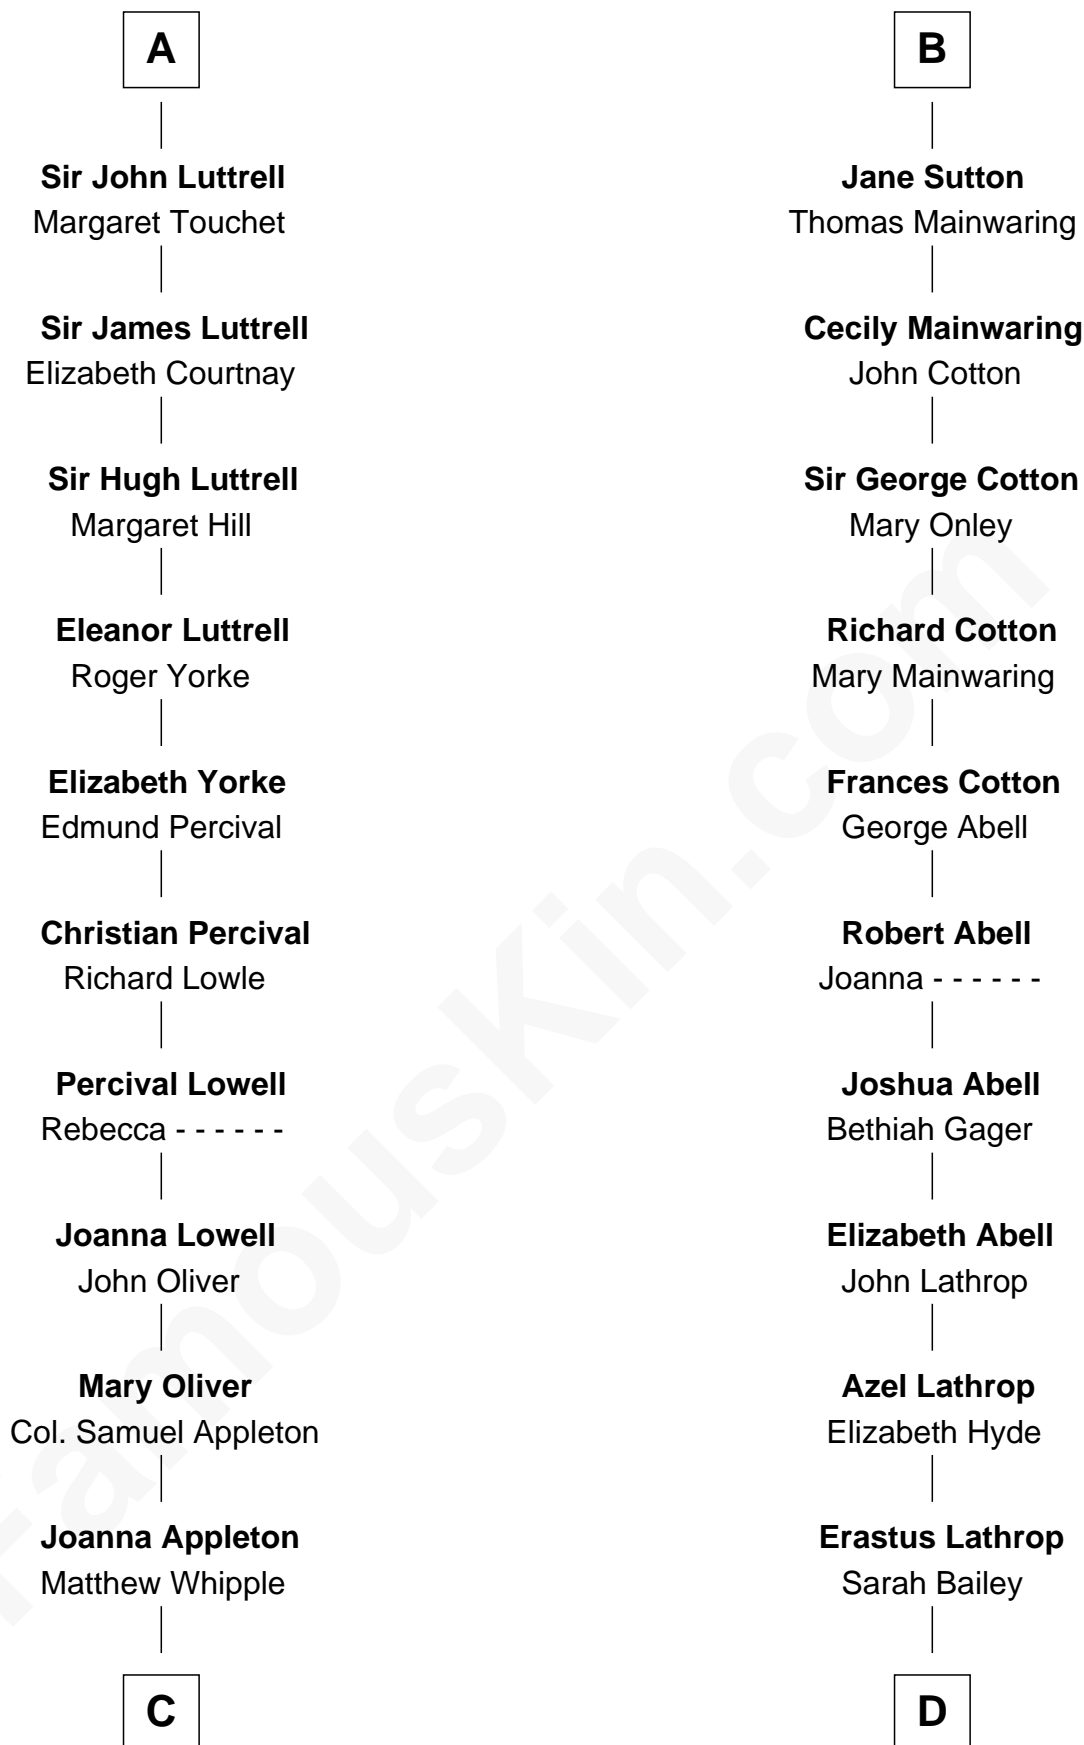 A
Sir John Luttrell
Margaret Touchet
Sir James Luttrell
Elizabeth Courtnay
Sir Hugh Luttrell
Margaret Hill
Eleanor Luttrell
Roger Yorke
Elizabeth Yorke
Edmund Percival
Christian Percival
Richard Lowle
Percival Lowell
Rebecca - - - - - -
Joanna Lowell
John Oliver
Mary Oliver
Col. Samuel Appleton
Joanna Appleton
Matthew Whipple
C
B
Jane Sutton
Thomas Mainwaring
Cecily Mainwaring
John Cotton
Sir George Cotton
Mary Onley
Richard Cotton
Mary Mainwaring
Frances Cotton
George Abell
Robert Abell
Joanna - - - - - -
Joshua Abell
Bethiah Gager
Elizabeth Abell
John Lathrop
Azel Lathrop
Elizabeth Hyde
Erastus Lathrop
Sarah Bailey
D
FamousKin.com